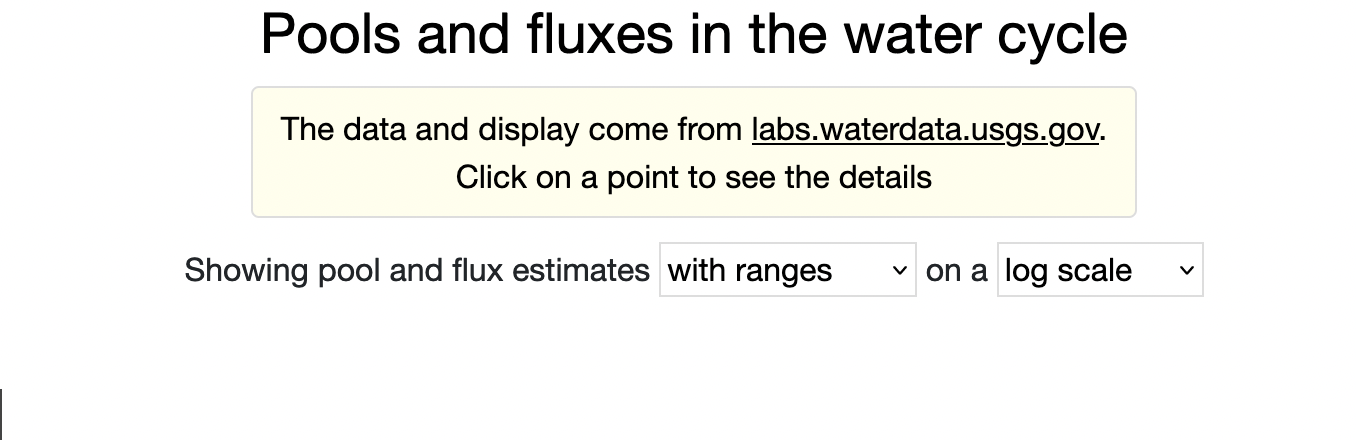 Pools and fluxes in the water cycle
The data and display come from labs.waterdata.usgs.gov.
Click on a point to see the details
Showing pool and flux estimates with ranges on a log scale